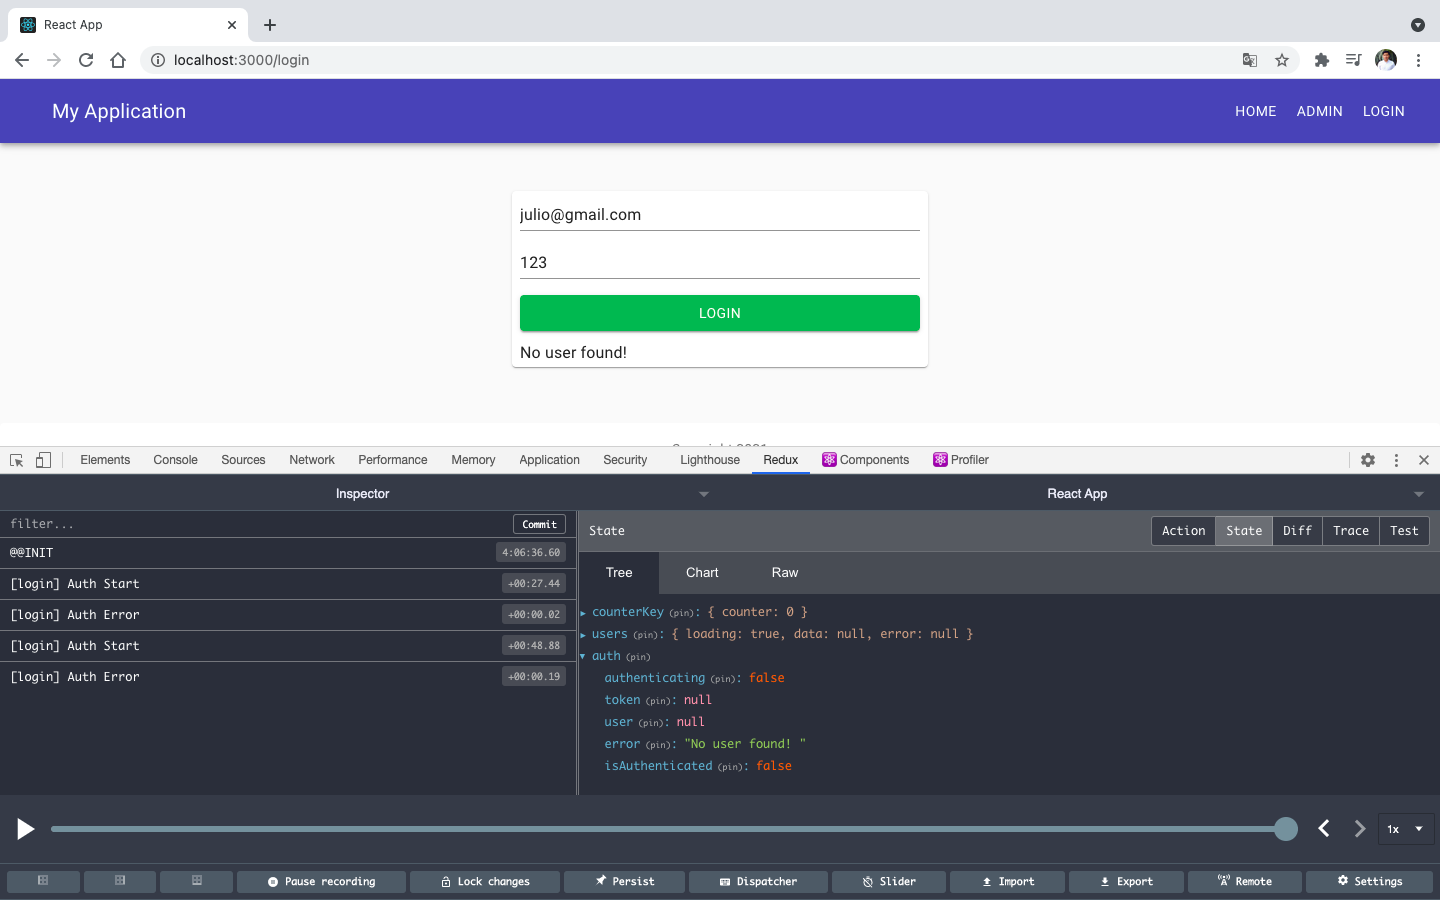 React App
localhost:3000/login
My Application
HOME ADMIN LOGIN
julio@gmail.com
123
LOGIN
No user found!
Copyright 2021
Elements Console Sources Network Performance Memory Application Security Lighthouse Redux Components Profiler
Inspector React App
filter... Commit
@@INIT 4:06:36.60
[login] Auth Start +00:27.44
[login] Auth Error +00:00.02
[login] Auth Start +00:48.88
[login] Auth Error +00:00.19
State Action State Diff Trace Test
Tree Chart Raw
counterKey (pin): { counter: 0 }
users (pin): { loading: true, data: null, error: null }
auth (pin)
authenticating (pin): false
token (pin): null
user (pin): null
error (pin): "No user found! "
isAuthenticated (pin): false
1x
Pause recording Lock changes Persist Dispatcher Slider Import Export Remote Settings